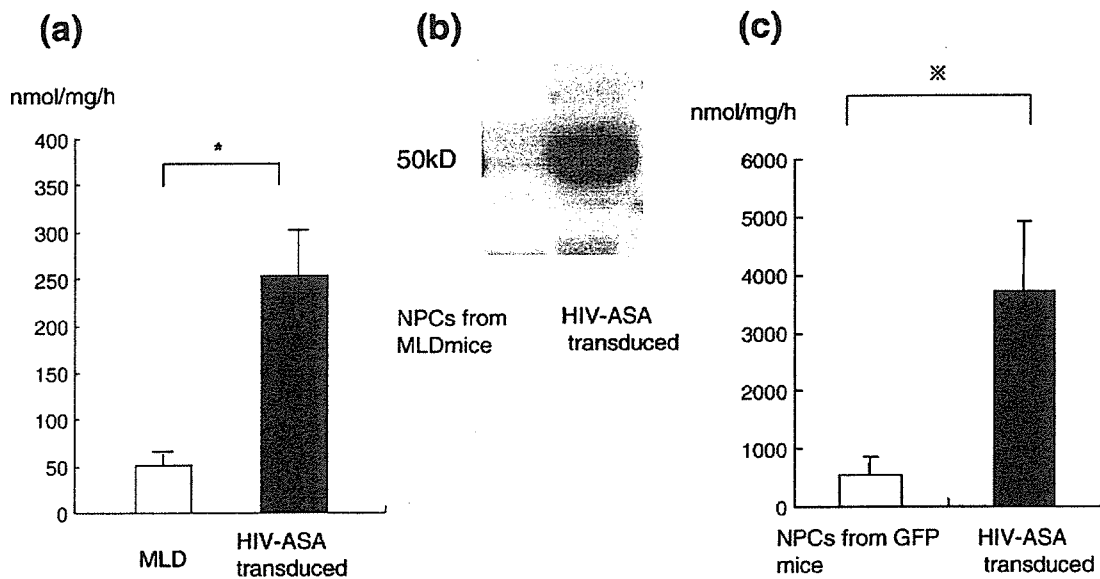 (a)
nmol/mg/h
400
350
300
250
200
150
100
50
0
*
MLD
HIV-ASA
transduced
(b)
50kD
NPCs from
MLDmice
HIV-ASA
transduced
(c)
nmol/mg/h
※
6000
5000
4000
3000
2000
1000
0
NPCs from GFP
mice
HIV-ASA
transduced